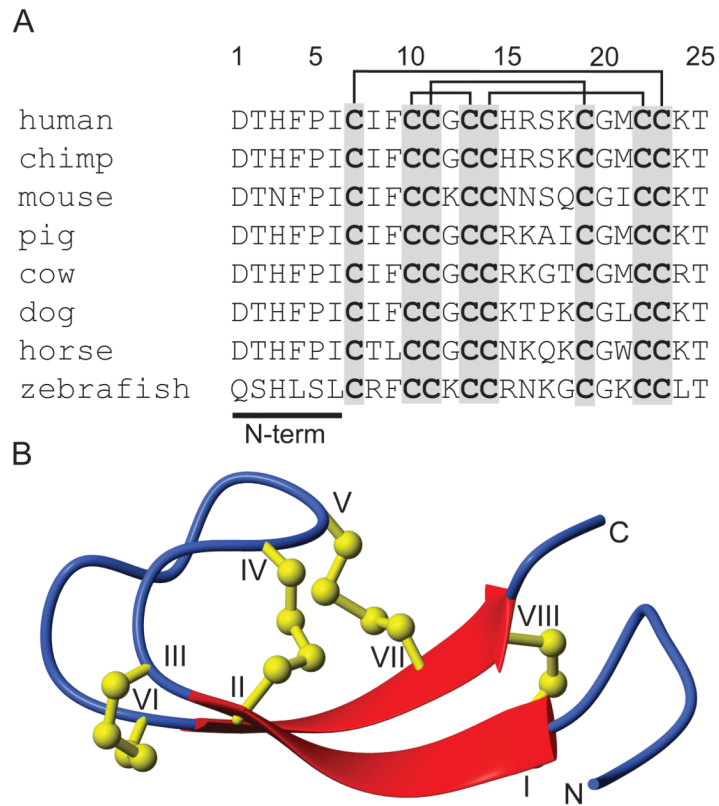 A
1 5 10 15 20 25
human DTHFPICIFCCGCCHRSKCGMCCKT
chimp DTHFPICIFCCGCCHRSKCGMCCKT
mouse DTNFPICIFCCKCCNNSQCGICCKT
pig DTHFPICIFCCGCCRKAICGMCCKT
cow DTHFPICIFCCGCCRKGTCGMCCRT
dog DTHFPICIFCCGCCKTPKCGLCCKT
horse DTHFPICTLCCGCCNKQKCGWCCKT
zebrafish QSHLSLCRFCCKCCRNKGCGKCCLT
N-term
B
V
C
IV
VIII
III
VII
VI
II
I
N